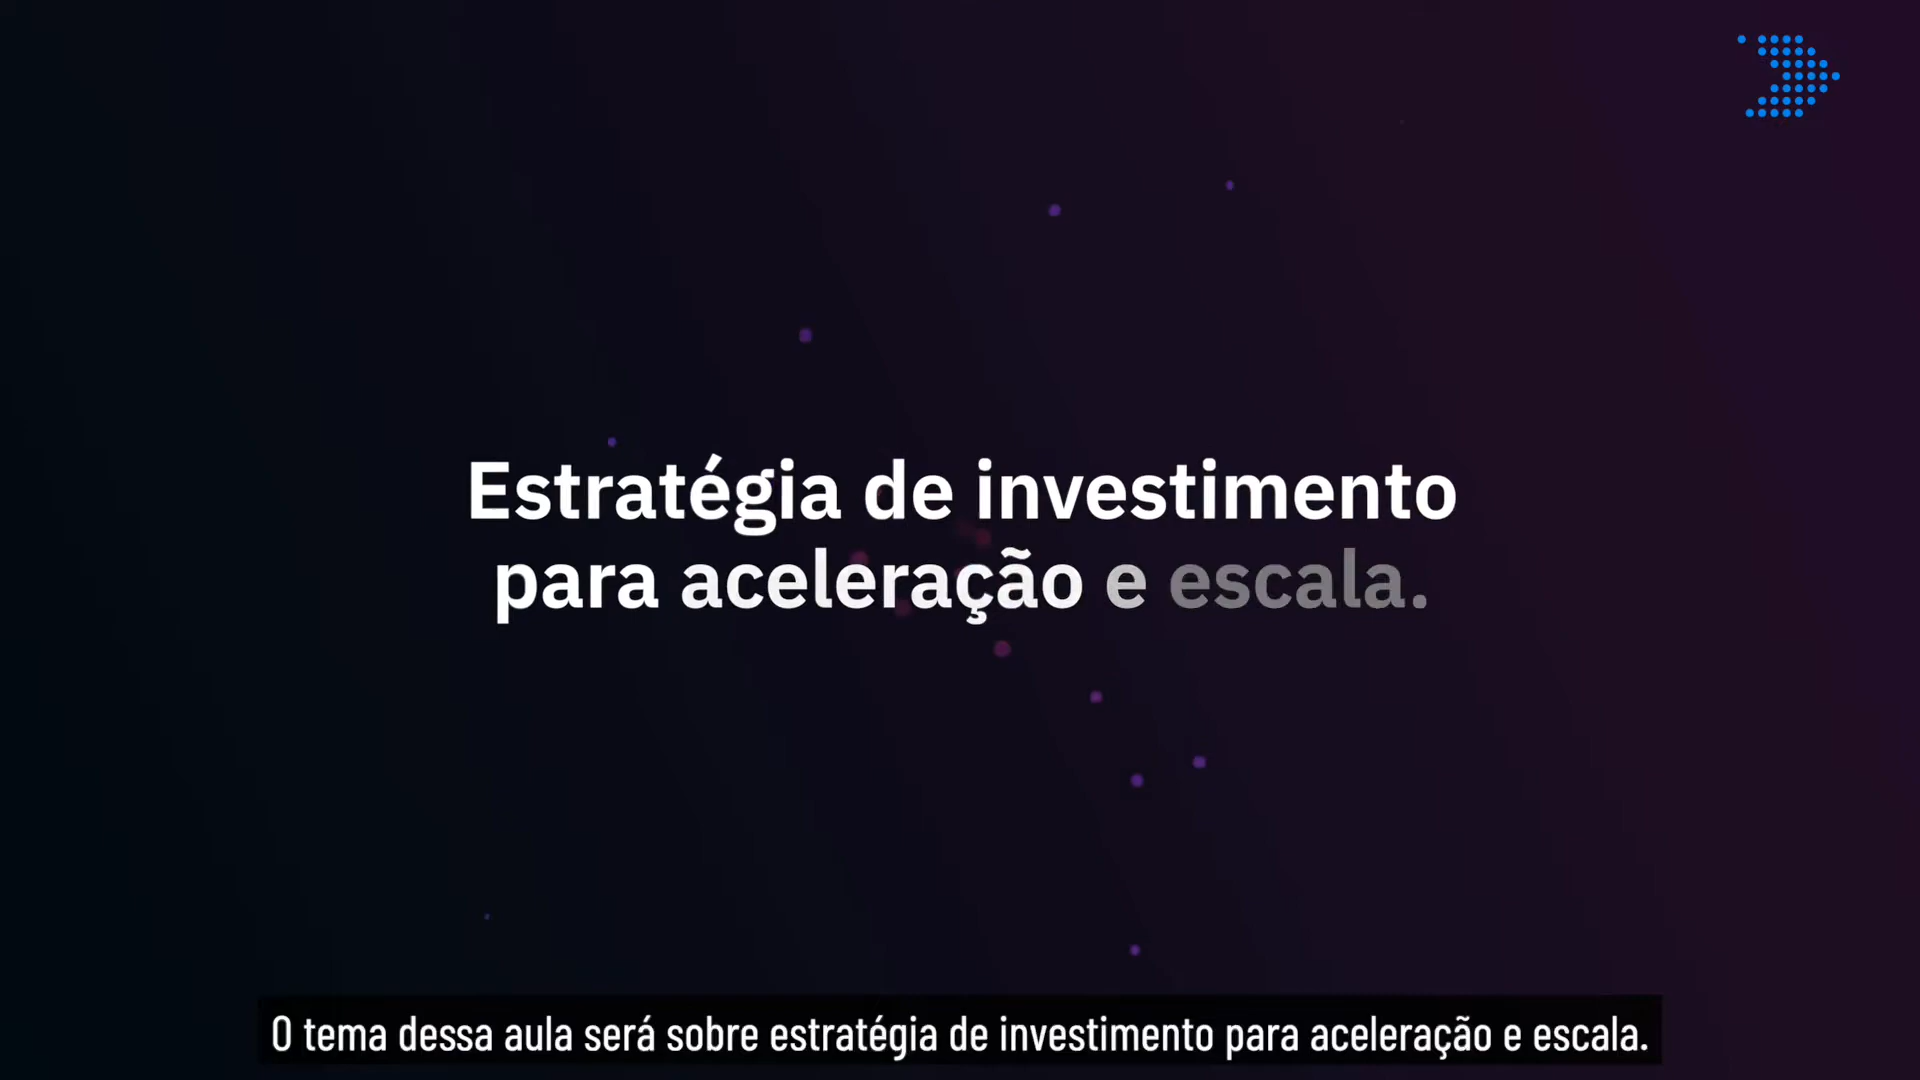 Estratégia de investimento
para aceleração e escala.
O tema dessa aula será sobre estratégia de investimento para aceleração e escala.